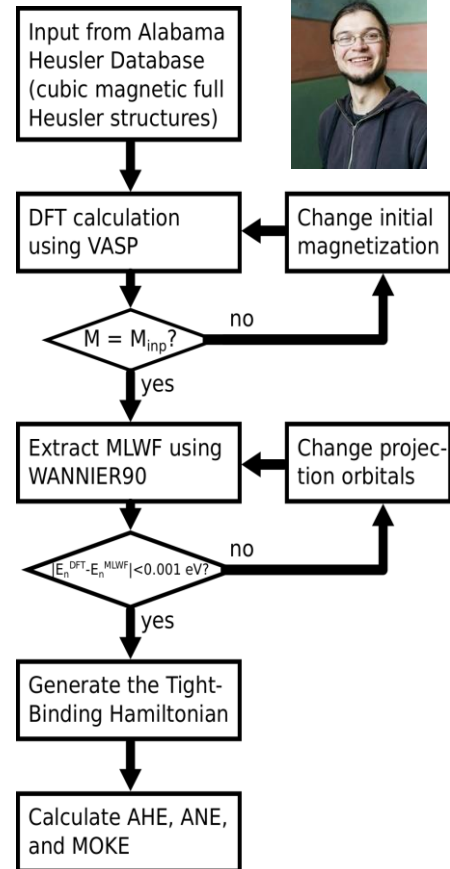 Input from Alabama
Heusler Database
(cubic magnetic full
Heusler structures)
DFT calculation
using VASP
Change initial
magnetization
no
M = M_inp?
yes
Extract MLWF using
WANNIER90
Change projec-
tion orbitals
no
|E_n^DFT-E_n^MLWF|<0.001 eV?
yes
Generate the Tight-
Binding Hamiltonian
Calculate AHE, ANE,
and MOKE